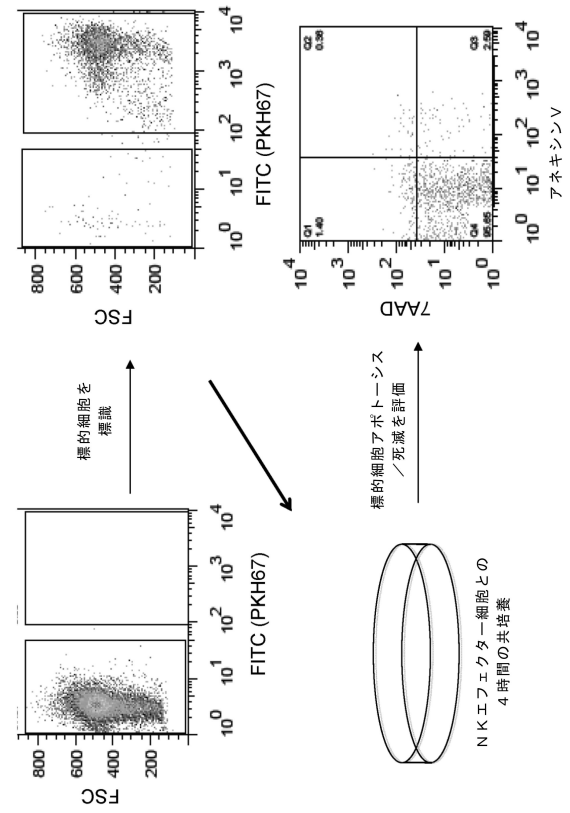 800
600
400
200
FSC
10^0 10^1 10^2 10^3 10^4
FITC (PKH67)
標的細胞を
標識
800
600
400
200
FSC
10^0 10^1 10^2 10^3 10^4
FITC (PKH67)
NKエフェクター細胞との
4時間の共培養
標的細胞アポトーシス
/死滅を評価
10^4
10^3
10^2
10^1
10^0
7AAD
Q1
1.40
Q2
0.36
Q3
2.59
Q4
95.65
10^0 10^1 10^2 10^3 10^4
アネキシンV